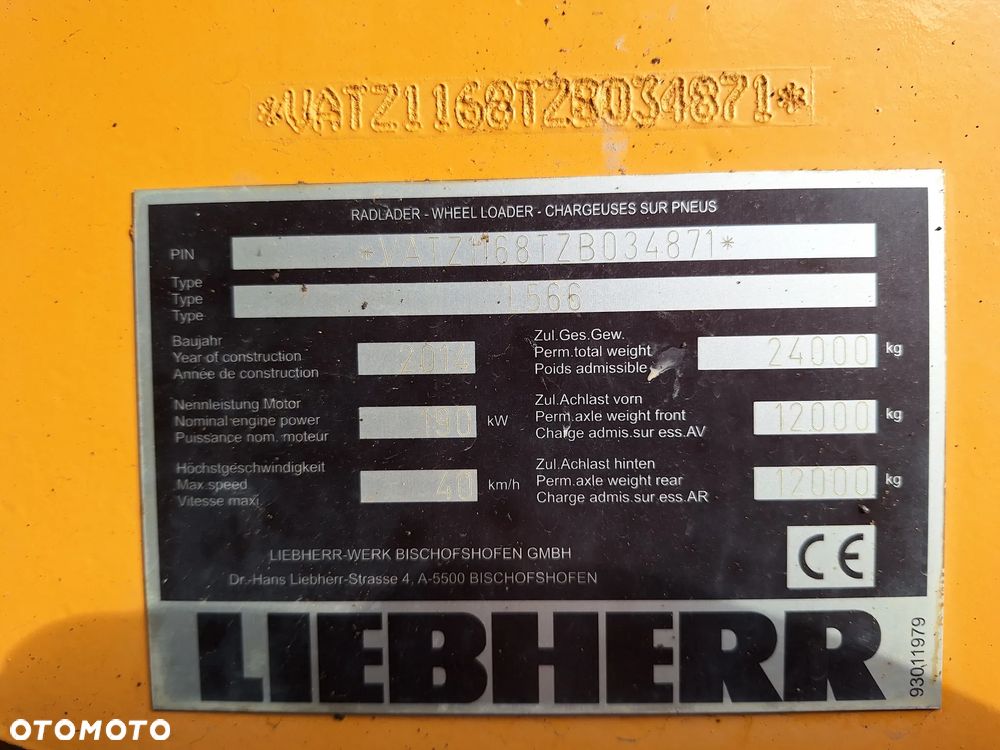 *VATZ1168TZB034871*
RADLADER - WHEEL LOADER - CHARGEUSES SUR PNEUS
PIN *VATZ1168TZB034871*
Type
Type L566
Type
Baujahr
Year of construction 2014
Année de construction
Zul.Ges.Gew.
Perm.total weight 24000 kg
Poids admissible
Nennleistung Motor
Nominal engine power 190 kW
Puissance nom. moteur
Zul.Achlast vorn
Perm.axle weight front 12000 kg
Charge admis.sur ess.AV
Höchstgeschwindigkeit
Max.speed 40 km/h
Vitesse maxi.
Zul.Achlast hinten
Perm.axle weight rear 12000 kg
Charge admis.sur ess.AR
LIEBHERR-WERK BISCHOFSHOFEN GMBH
Dr.-Hans Liebherr-Strasse 4, A-5500 BISCHOFSHOFEN
CE
LIEBHERR
93011979
OTOMOTO